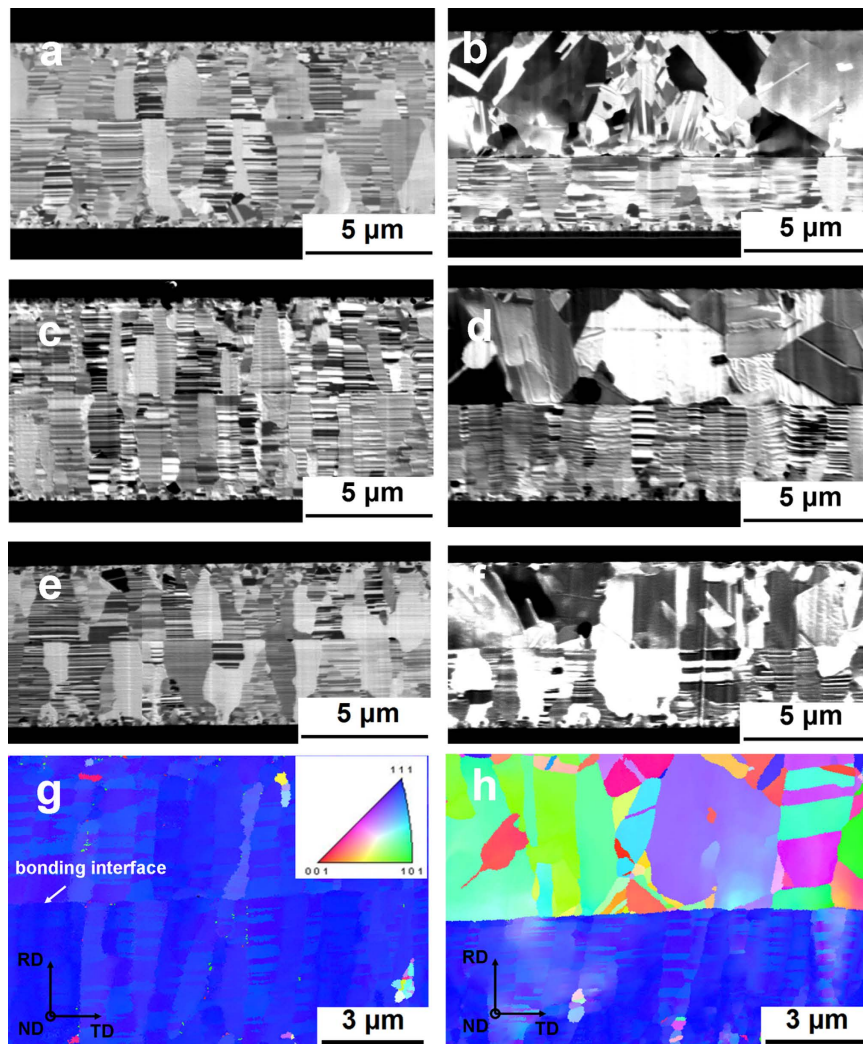 a
b
5 µm
5 µm
c
d
5 µm
5 µm
e
f
5 µm
5 µm
g
111
001
101
bonding interface
RD
ND
TD
3 µm
h
RD
ND
TD
3 µm